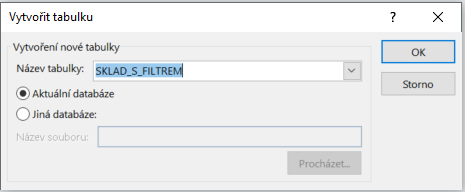 Vytvořit tabulku
Vytvoření nové tabulky
Název tabulky: SKLAD_S_FILTREM
Aktuální databáze
Jiná databáze:
Název souboru:
Procházet...
OK
Storno